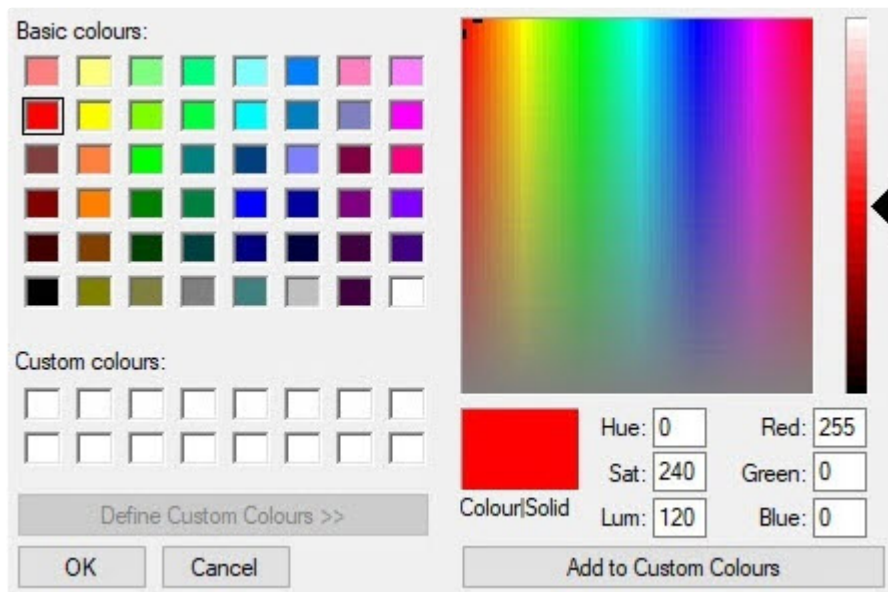 Basic colours:
Custom colours:
Define Custom Colours >>
OK Cancel
Colour|Solid
Hue: 0 Red: 255
Sat: 240 Green: 0
Lum: 120 Blue: 0
Add to Custom Colours